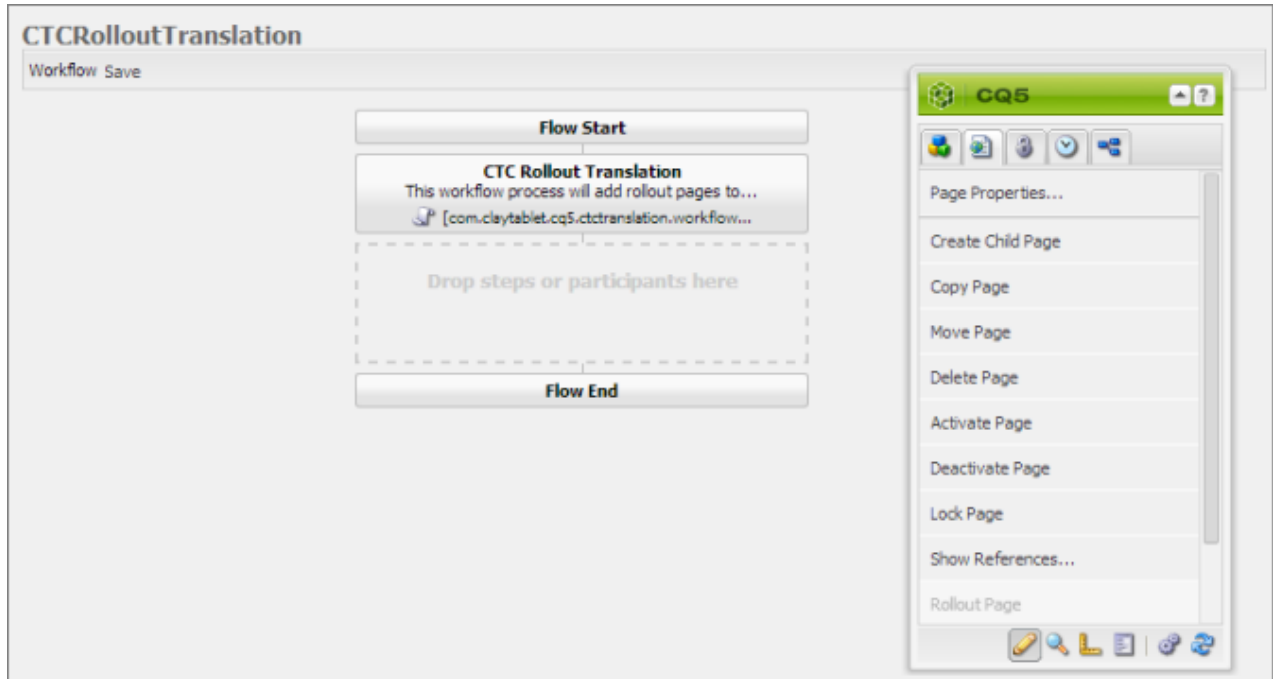 CTCRolloutTranslation
Workflow Save
Flow Start
CTC Rollout Translation
This workflow process will add rollout pages to...
[com.claytablet.cq5.ctctranslation.workflow...
Drop steps or participants here
Flow End
CQ5
?
Page Properties...
Create Child Page
Copy Page
Move Page
Delete Page
Activate Page
Deactivate Page
Lock Page
Show References...
Rollout Page